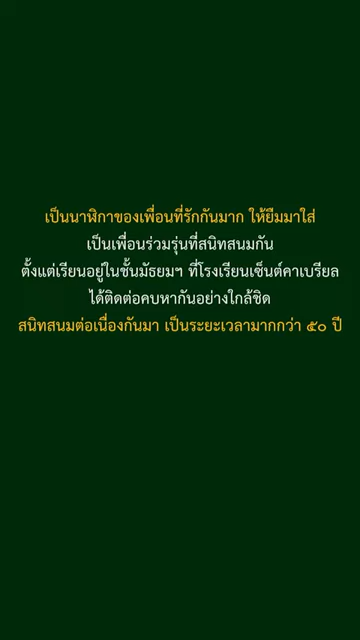 เป็นนาฬิกาของเพื่อนที่รักกันมาก ให้ยืมมาใส่
เป็นเพื่อนร่วมรุ่นที่สนิทสนมกัน
ตั้งแต่เรียนอยู่ในชั้นมัธยมฯ ที่โรงเรียนเซ็นต์คาเบรียล
ได้ติดต่อคบหากันอย่างใกล้ชิด
สนิทสนมต่อเนื่องกันมา เป็นระยะเวลามากกว่า ๕๐ ปี